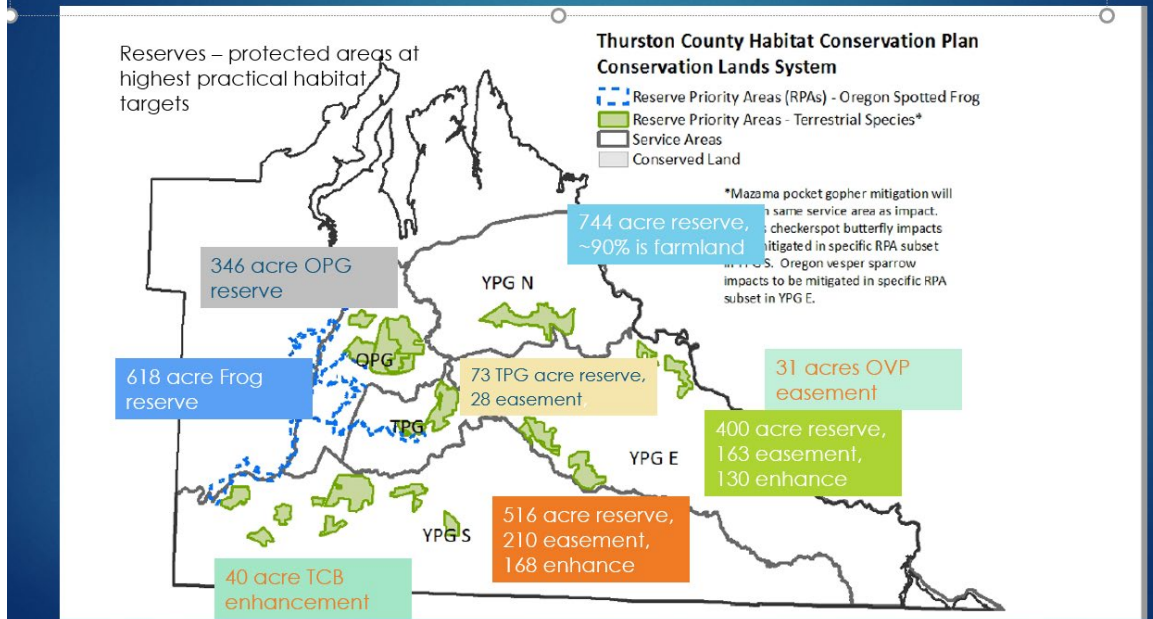 Reserves – protected areas at
highest practical habitat
targets
Thurston County Habitat Conservation Plan
Conservation Lands System
Reserve Priority Areas (RPAs) - Oregon Spotted Frog
Reserve Priority Areas - Terrestrial Species*
Service Areas
Conserved Land
*Mazama pocket gopher mitigation will
same service area as impact.
checkerspot butterfly impacts
mitigated in specific RPA subset
Oregon vesper sparrow
impacts to be mitigated in specific RPA
subset in YPG E.
744 acre reserve,
~90% is farmland
346 acre OPG
reserve
YPG N
OPG
618 acre Frog
reserve
73 TPG acre reserve,
28 easement
31 acres OVP
easement
TPG
400 acre reserve,
163 easement,
130 enhance
YPG E
516 acre reserve,
210 easement,
168 enhance
YPG S
40 acre TCB
enhancement